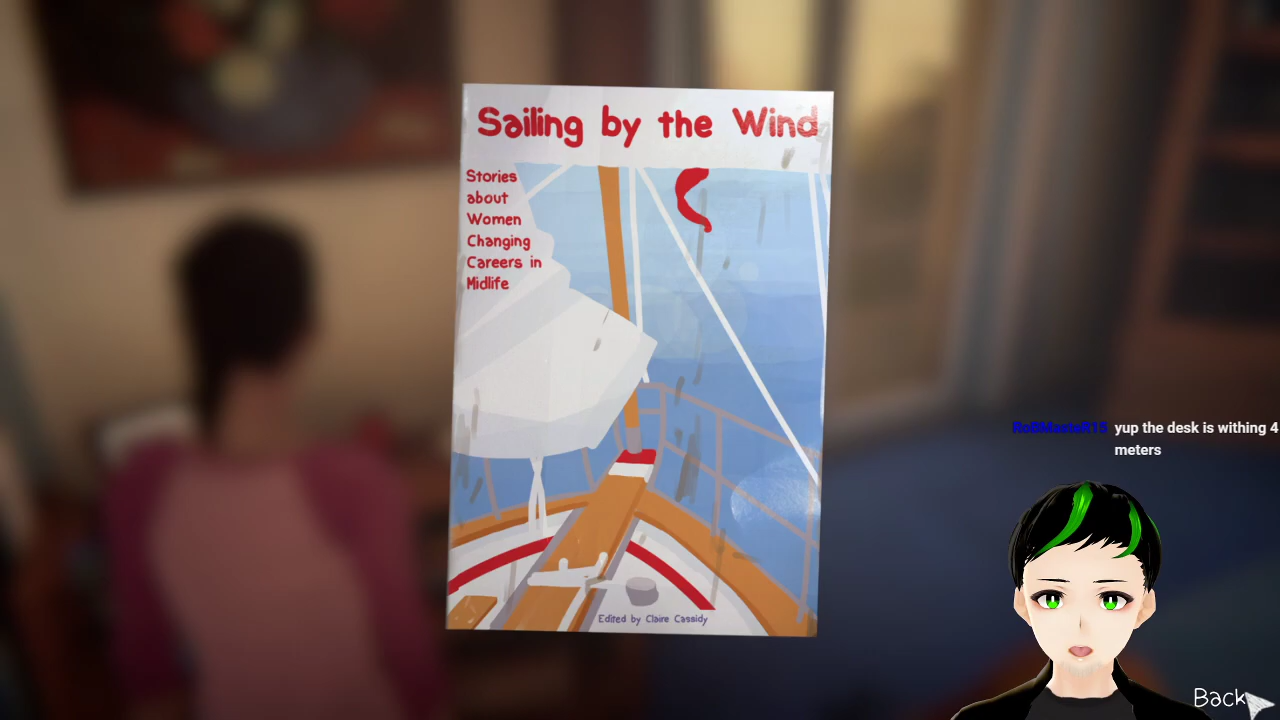 Sailing by the Wind
Stories
about
Women
Changing
Careers in
Midlife
Edited by Claire Cassidy
RoBMasteR15 yup the desk is withing 4
meters
Back